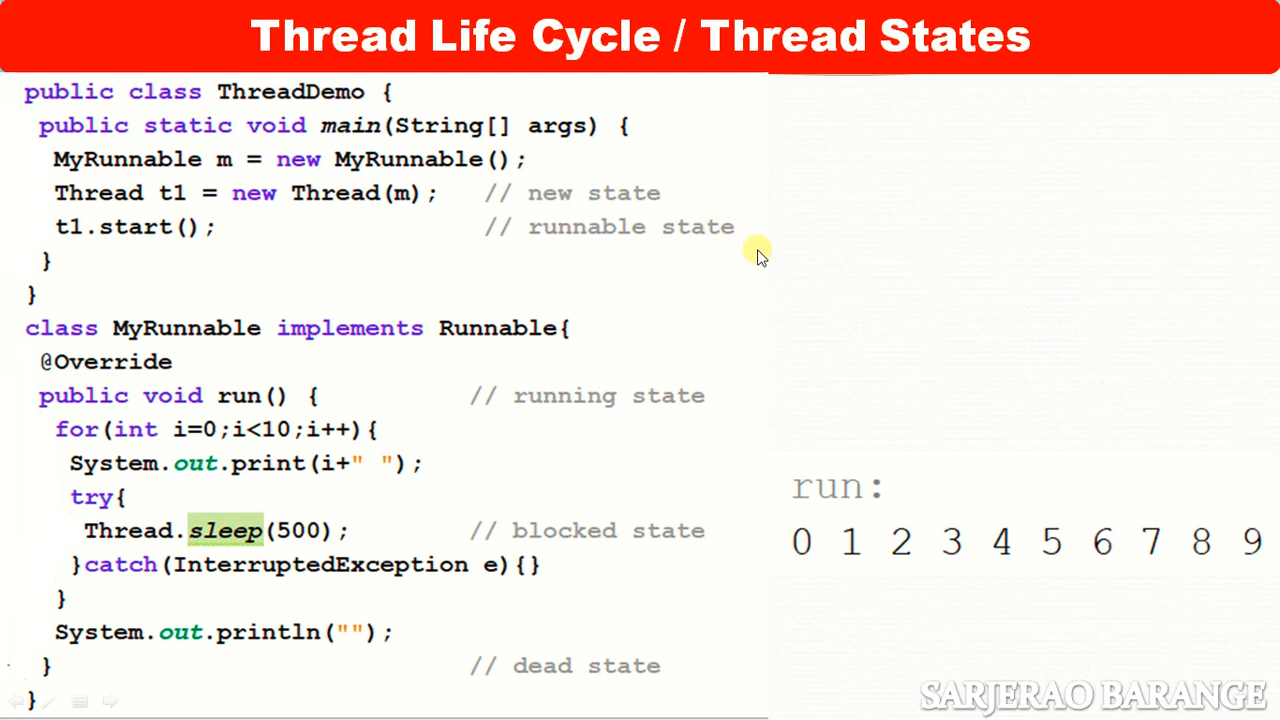 Thread Life Cycle / Thread States
public class ThreadDemo {
public static void main(String[] args) {
MyRunnable m = new MyRunnable();
Thread t1 = new Thread(m); // new state
t1.start(); // runnable state
}
}
class MyRunnable implements Runnable{
@Override
public void run() { // running state
for(int i=0;i<10;i++){
System.out.print(i+" ");
try{
Thread.sleep(500); // blocked state
}catch(InterruptedException e){}
}
System.out.println("");
} // dead state
}
run:
0 1 2 3 4 5 6 7 8 9
SARJERAO BARANGE